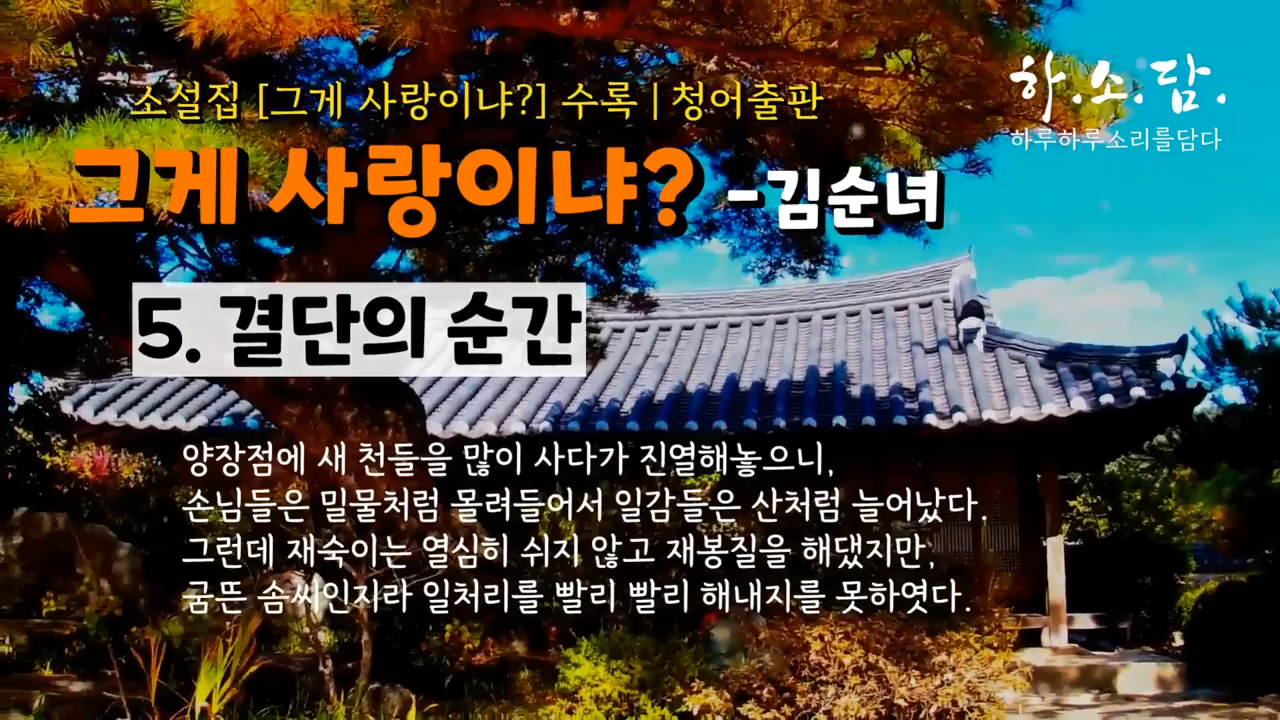 소설집 [그게 사랑이냐?] 수록 | 청어출판
하.소.담.
하루하루소리를담다
그게 사랑이냐? -김순녀
5. 결단의 순간
양장점에 새 천들을 많이 사다가 진열해놓으니,
손님들은 밀물처럼 몰려들어서 일감들은 산처럼 늘어났다.
그런데 재숙이는 열심히 쉬지 않고 재봉질을 해댔지만,
굼뜬 솜씨인지라 일처리를 빨리 빨리 해내지를 못하엿다.